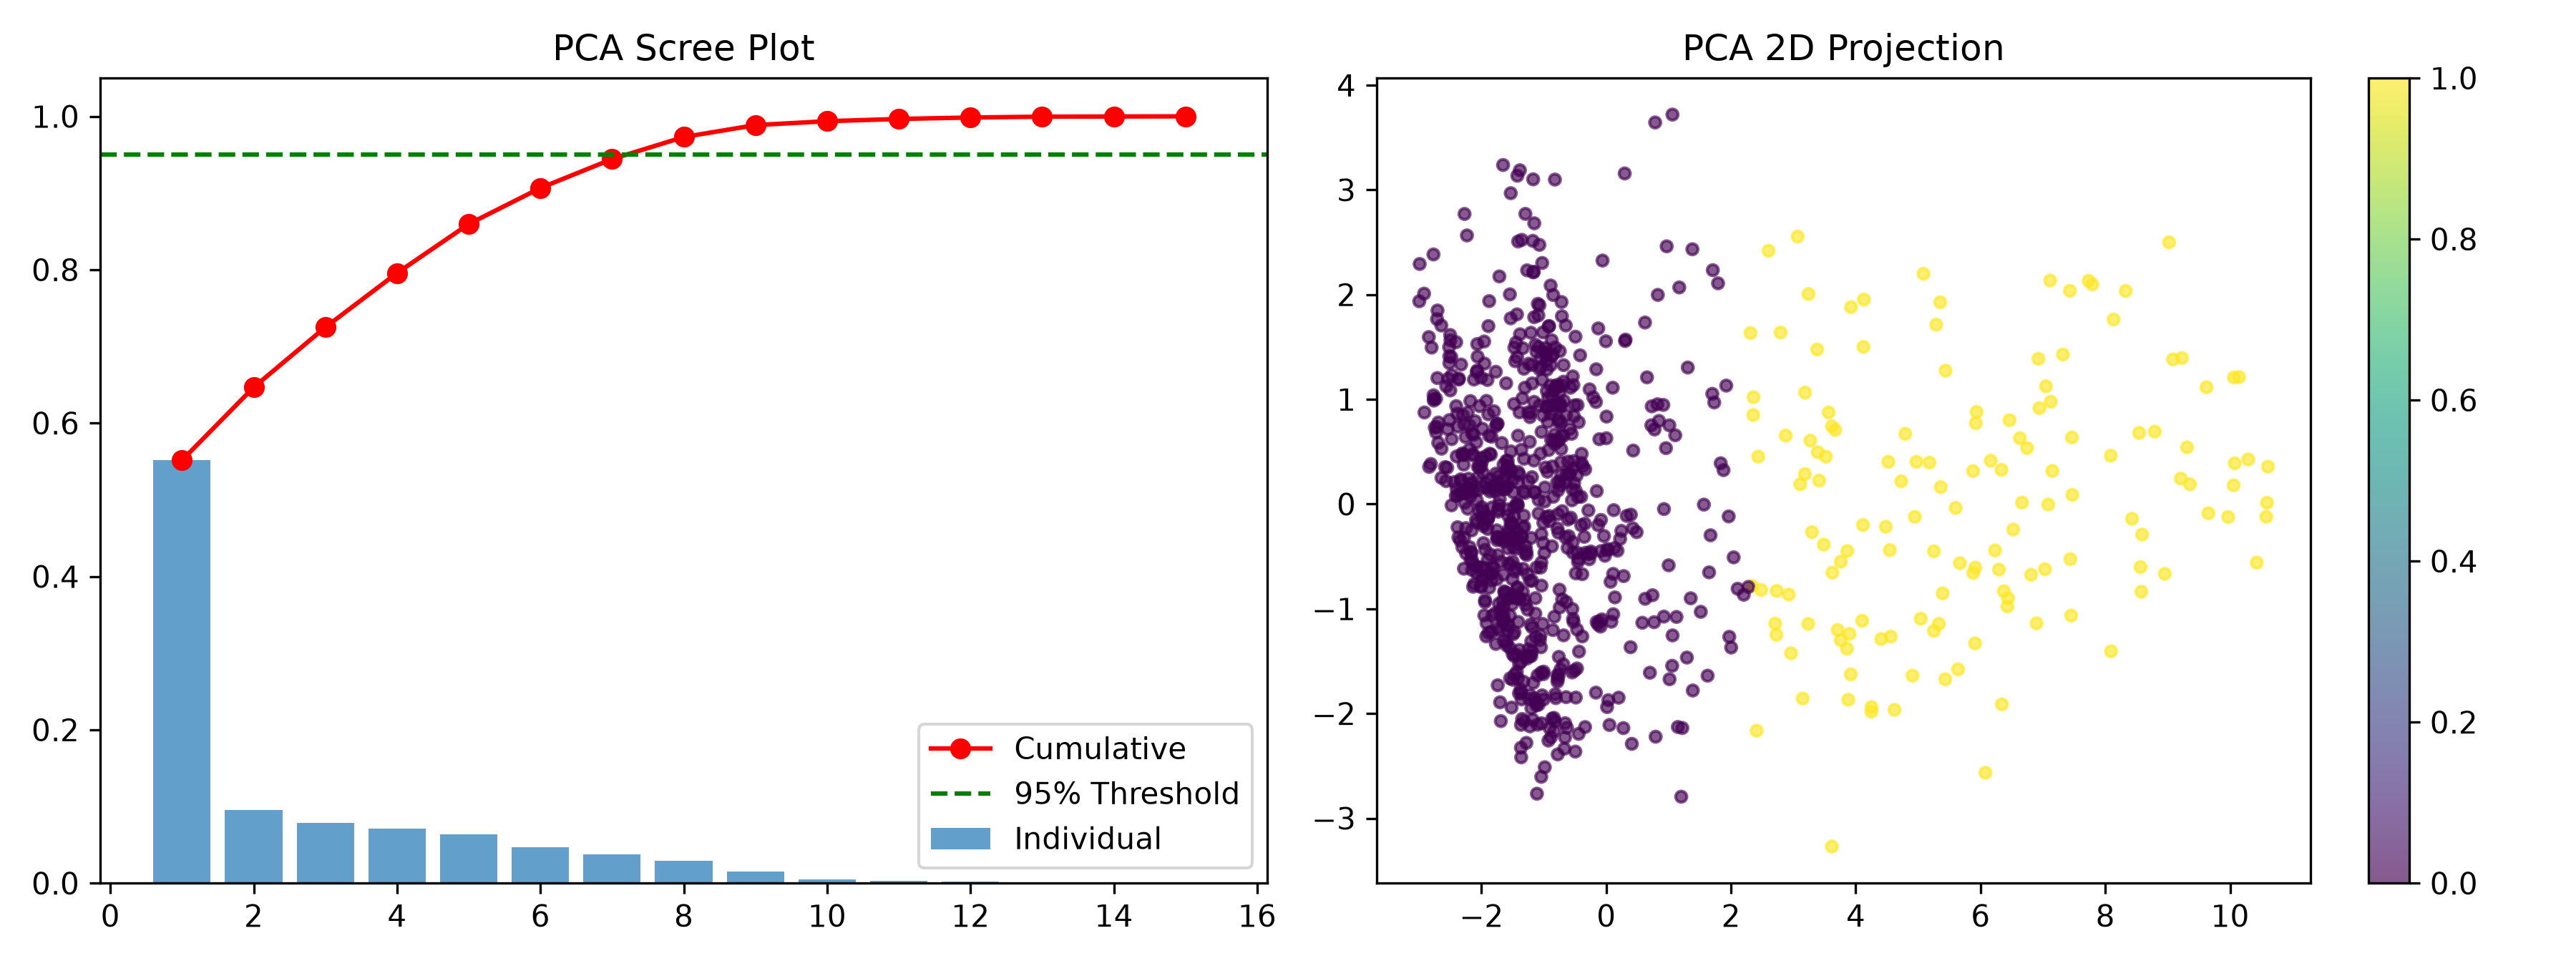 PCA Scree Plot
1.0
0.8
0.6
0.4
0.2
0.0
0 2 4 6 8 10 12 14 16
Cumulative
95% Threshold
Individual
PCA 2D Projection
4
3
2
1
0
−1
−2
−3
−2 0 2 4 6 8 10
1.0
0.8
0.6
0.4
0.2
0.0